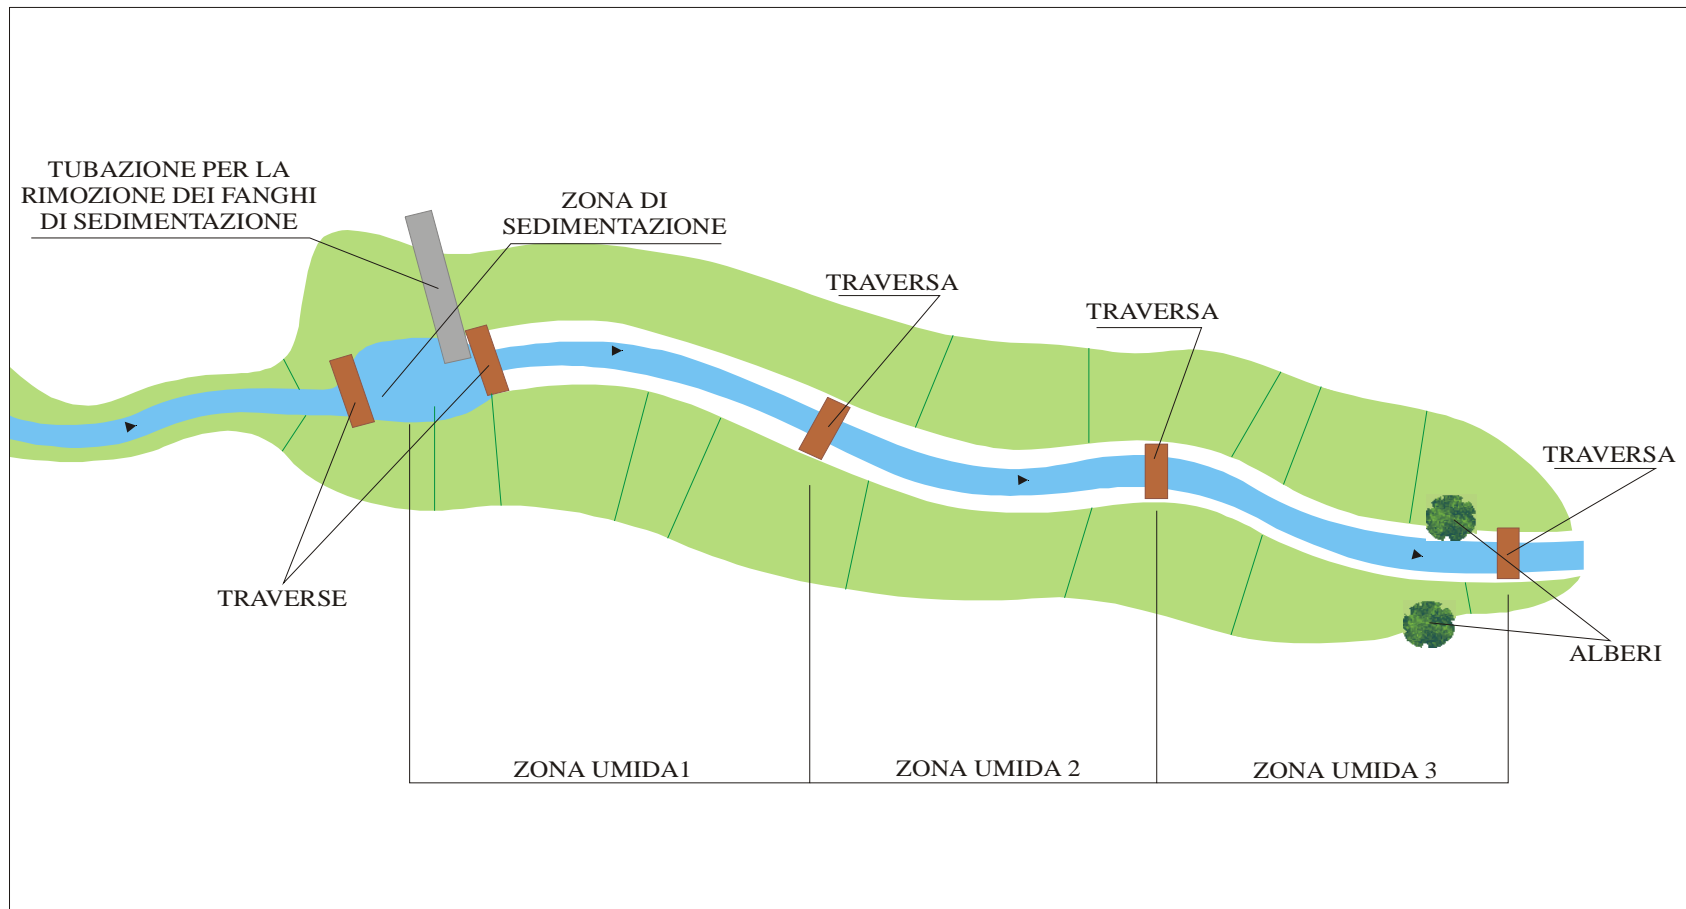 TUBAZIONE PER LA
RIMOZIONE DEI FANGHI
DI SEDIMENTAZIONE
ZONA DI
SEDIMENTAZIONE
TRAVERSA
TRAVERSA
TRAVERSA
TRAVERSE
ALBERI
ZONA UMIDA1
ZONA UMIDA 2
ZONA UMIDA 3